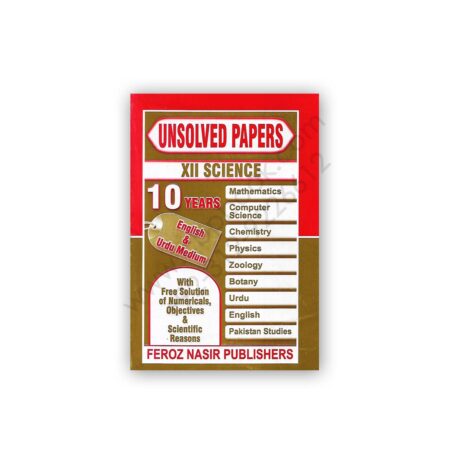 UNSOLVED PAPERS
XII SCIENCE
10 YEARS
English
&
Urdu Medium
With
Free Solution
of Numericals,
Objectives
&
Scientific
Reasons
Mathematics
Computer
Science
Chemistry
Physics
Zoology
Botany
Urdu
English
Pakistan Studies
FEROZ NASIR PUBLISHERS